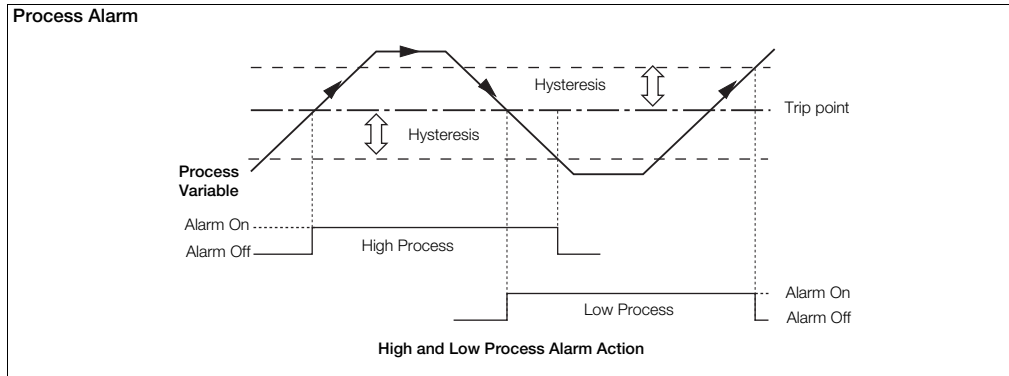 Process Alarm
Hysteresis
Trip point
Hysteresis
Process
Variable
Alarm On
High Process
Alarm Off
Alarm On
Low Process
Alarm Off
High and Low Process Alarm Action